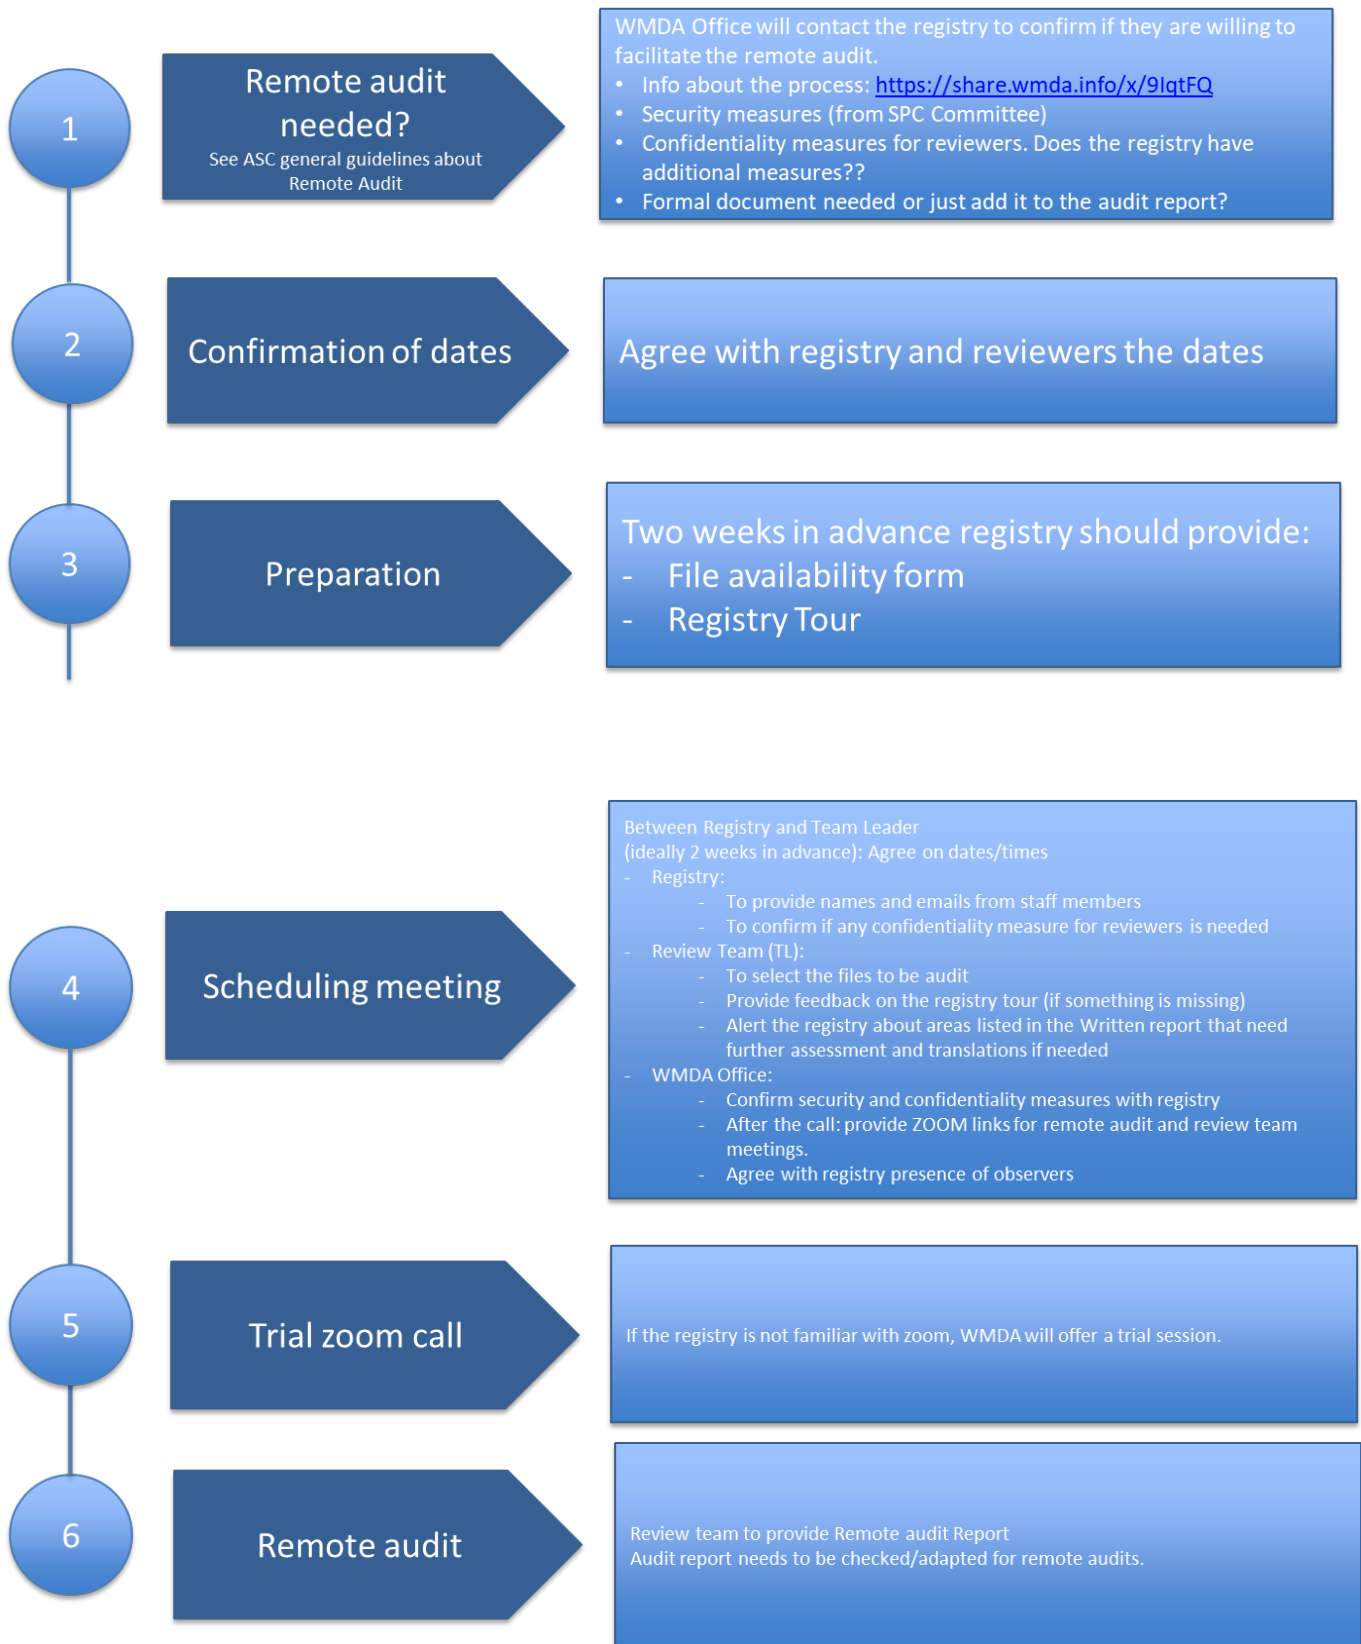 1
Remote audit
needed?
See ASC general guidelines about
Remote Audit
WMDA Office will contact the registry to confirm if they are willing to
facilitate the remote audit.
• Info about the process: https://share.wmda.info/x/9IqtFQ
• Security measures (from SPC Committee)
• Confidentiality measures for reviewers. Does the registry have
additional measures??
• Formal document needed or just add it to the audit report?
2
Confirmation of dates
Agree with registry and reviewers the dates
3
Preparation
Two weeks in advance registry should provide:
- File availability form
- Registry Tour
4
Scheduling meeting
Between Registry and Team Leader
(ideally 2 weeks in advance): Agree on dates/times
- Registry:
- To provide names and emails from staff members
- To confirm if any confidentiality measure for reviewers is needed
- Review Team (TL):
- To select the files to be audit
- Provide feedback on the registry tour (if something is missing)
- Alert the registry about areas listed in the Written report that need
further assessment and translations if needed
- WMDA Office:
- Confirm security and confidentiality measures with registry
- After the call: provide ZOOM links for remote audit and review team
meetings.
- Agree with registry presence of observers
5
Trial zoom call
If the registry is not familiar with zoom, WMDA will offer a trial session.
6
Remote audit
Review team to provide Remote audit Report
Audit report needs to be checked/adapted for remote audits.